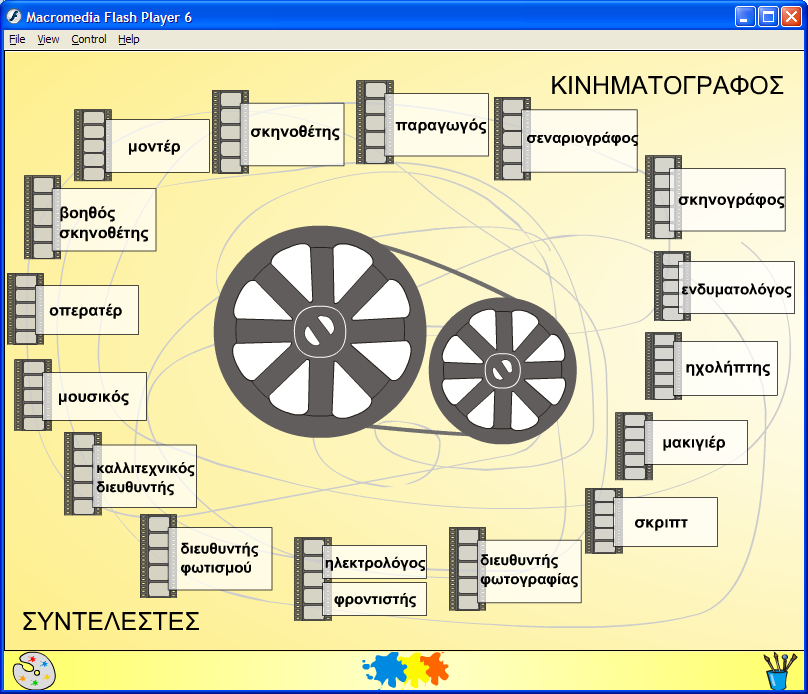 Macromedia Flash Player 6
File View Control Help
ΚΙΝΗΜΑΤΟΓΡΑΦΟΣ
μοντέρ
σκηνοθέτης
παραγωγός
σεναριογράφος
βοηθός
σκηνοθέτης
σκηνογράφος
οπερατέρ
ενδυματολόγος
μουσικός
ηχολήπτης
καλλιτεχνικός
διευθυντής
μακιγιέρ
σκριπτ
διευθυντής
φωτισμού
ηλεκτρολόγος
φροντιστής
διευθυντής
φωτογραφίας
ΣΥΝΤΕΛΕΣΤΕΣ